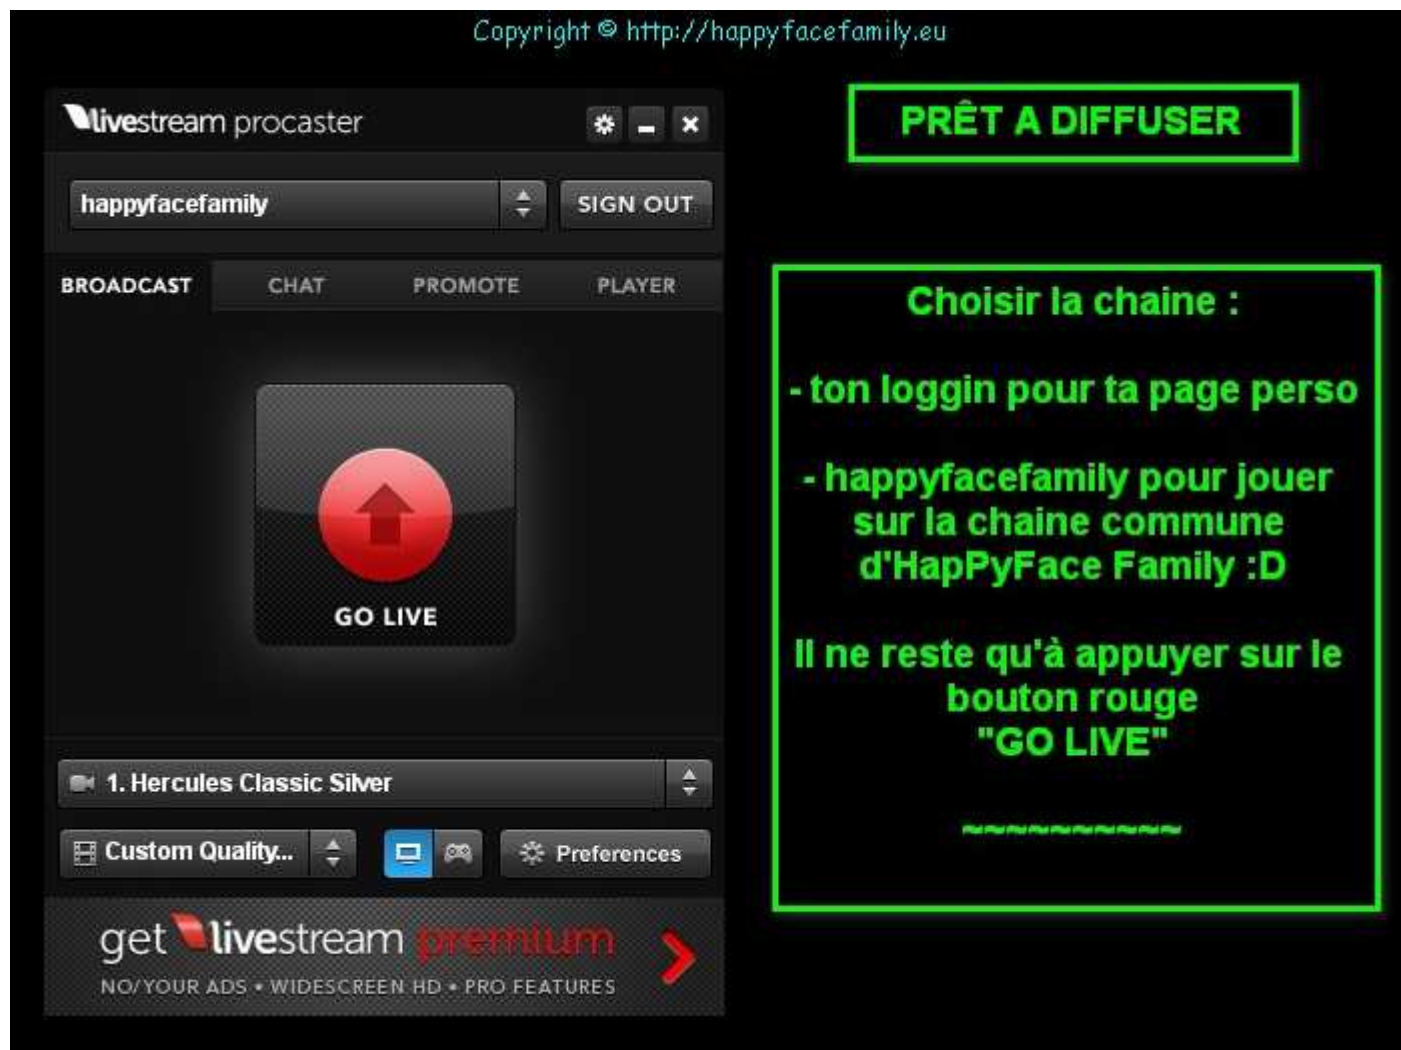 Copyright © http://happyfacefamily.eu
livestream procaster
happyfacefamily
SIGN OUT
BROADCAST
CHAT
PROMOTE
PLAYER
GO LIVE
1. Hercules Classic Silver
Custom Quality...
Preferences
get livestream premium
NO/YOUR ADS • WIDESCREEN HD • PRO FEATURES
PRÊT A DIFFUSER
Choisir la chaine :
- ton loggin pour ta page perso
- happyfacefamily pour jouer
sur la chaine commune
d'HapPyFace Family :D
Il ne reste qu'à appuyer sur le
bouton rouge
"GO LIVE"
~~~~~~~~~~